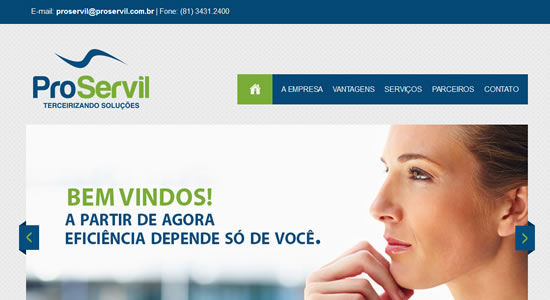 E-mail: proservil@proservil.com.br | Fone: (81) 3431.2400
ProServil
TERCEIRIZANDO SOLUÇÕES
A EMPRESA VANTAGENS SERVIÇOS PARCEIROS CONTATO
BEM VINDOS!
A PARTIR DE AGORA
EFICIÊNCIA DEPENDE SÓ DE VOCÊ.